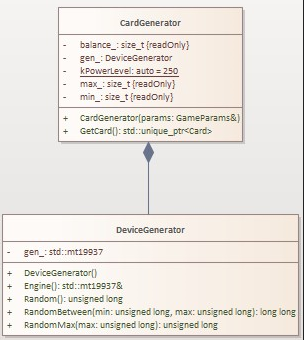 CardGenerator
- balance_: size_t {readOnly}
- gen_: DeviceGenerator
- kPowerLevel: auto = 250
- max_: size_t {readOnly}
- min_: size_t {readOnly}
+ CardGenerator(params: GameParams&)
+ GetCard(): std::unique_ptr<Card>
DeviceGenerator
- gen_: std::mt19937
+ DeviceGenerator()
+ Engine(): std::mt19937&
+ Random(): unsigned long
+ RandomBetween(min: unsigned long, max: unsigned long): long long
+ RandomMax(max: unsigned long): unsigned long